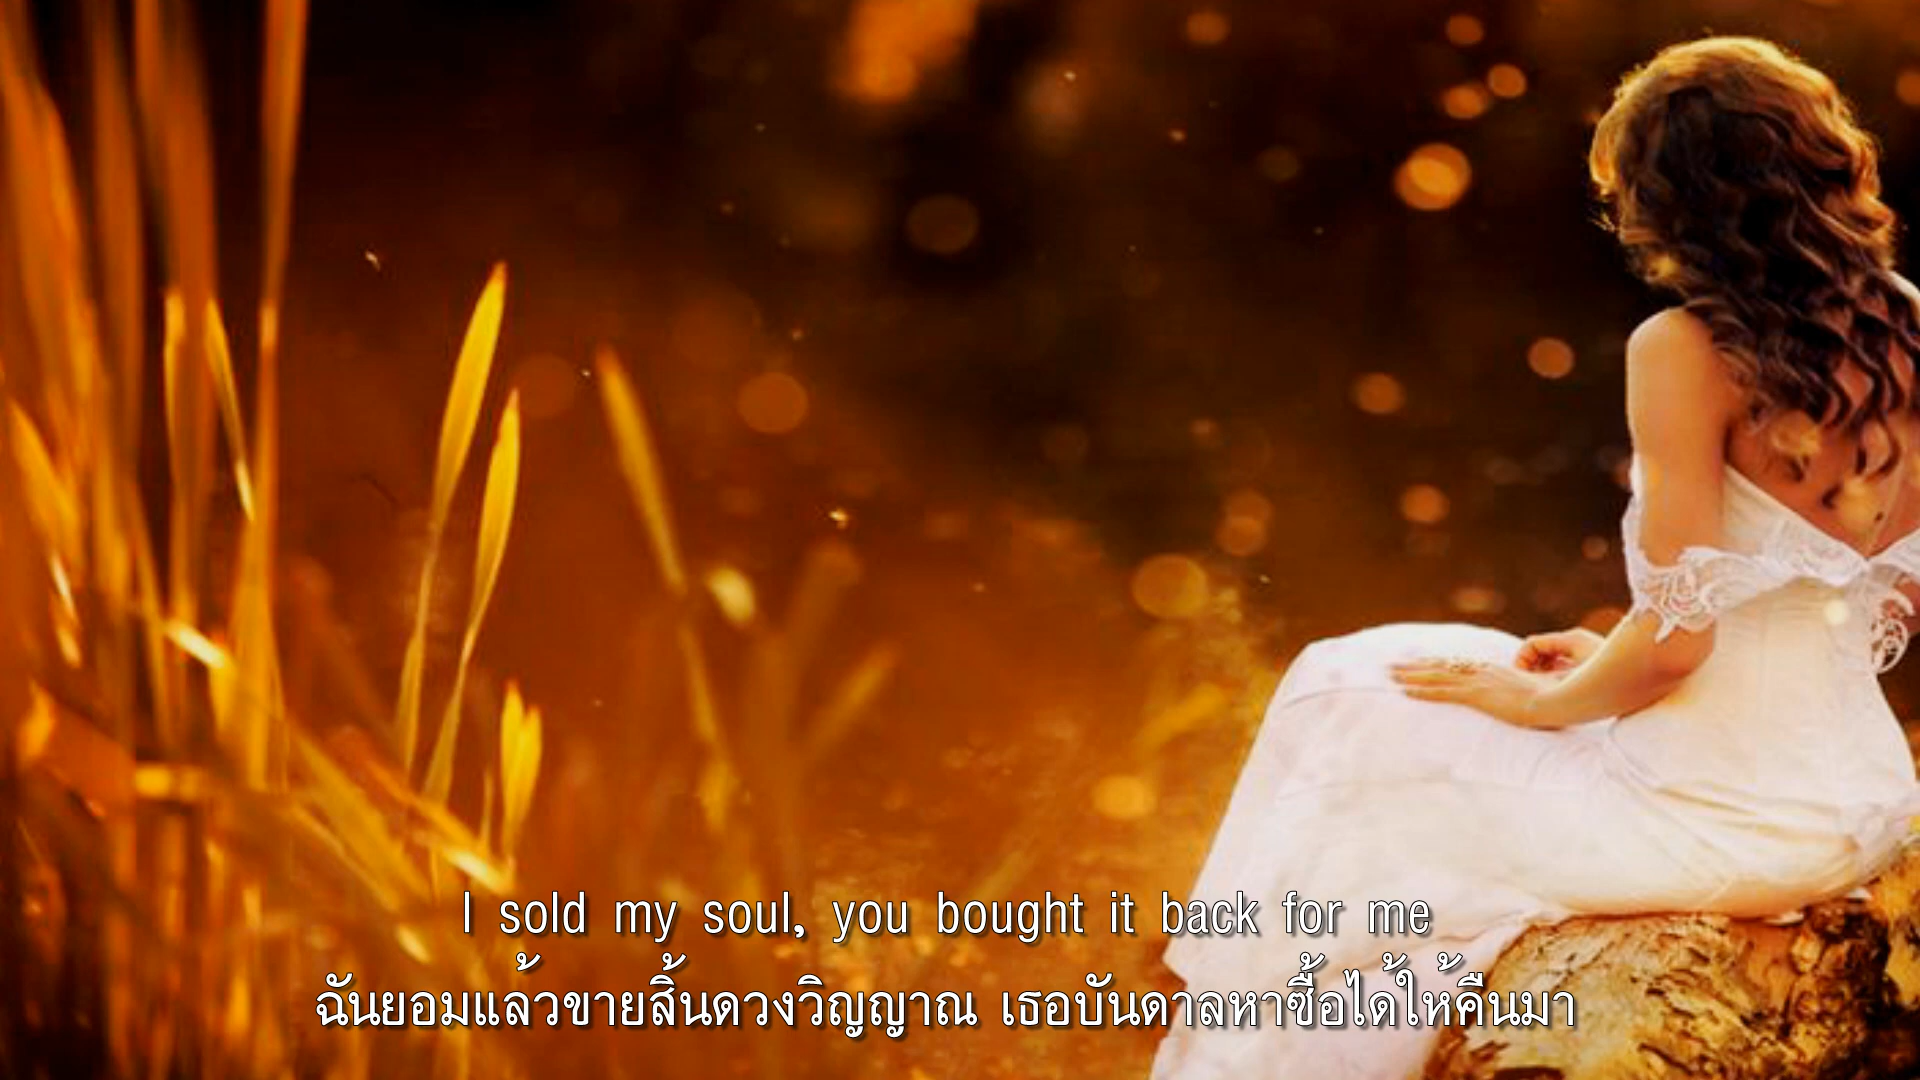 I sold my soul, you bought it back for me
ฉันยอมแล้วขายสิ้นดวงวิญญาณ เธอบันดาลหาซื้อได้ให้คืนมา